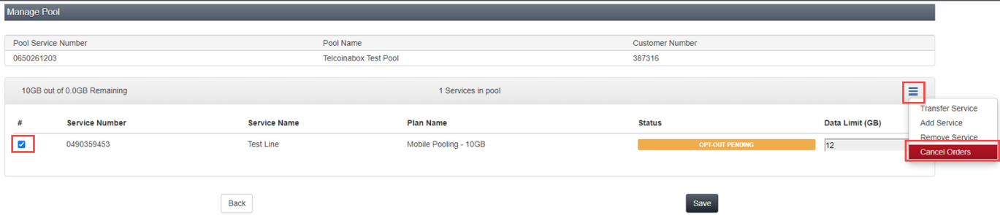 Manage Pool
Pool Service Number Pool Name Customer Number
0650261203 Telcoinabox Test Pool 387316
10GB out of 0.0GB Remaining 1 Services in pool
Transfer Service
# Service Number Service Name Plan Name Status Data Limit (GB) Add Service
Remove Service
0490359453 Test Line Mobile Pooling - 10GB OPT-OUT PENDING 12
Cancel Orders
Back Save